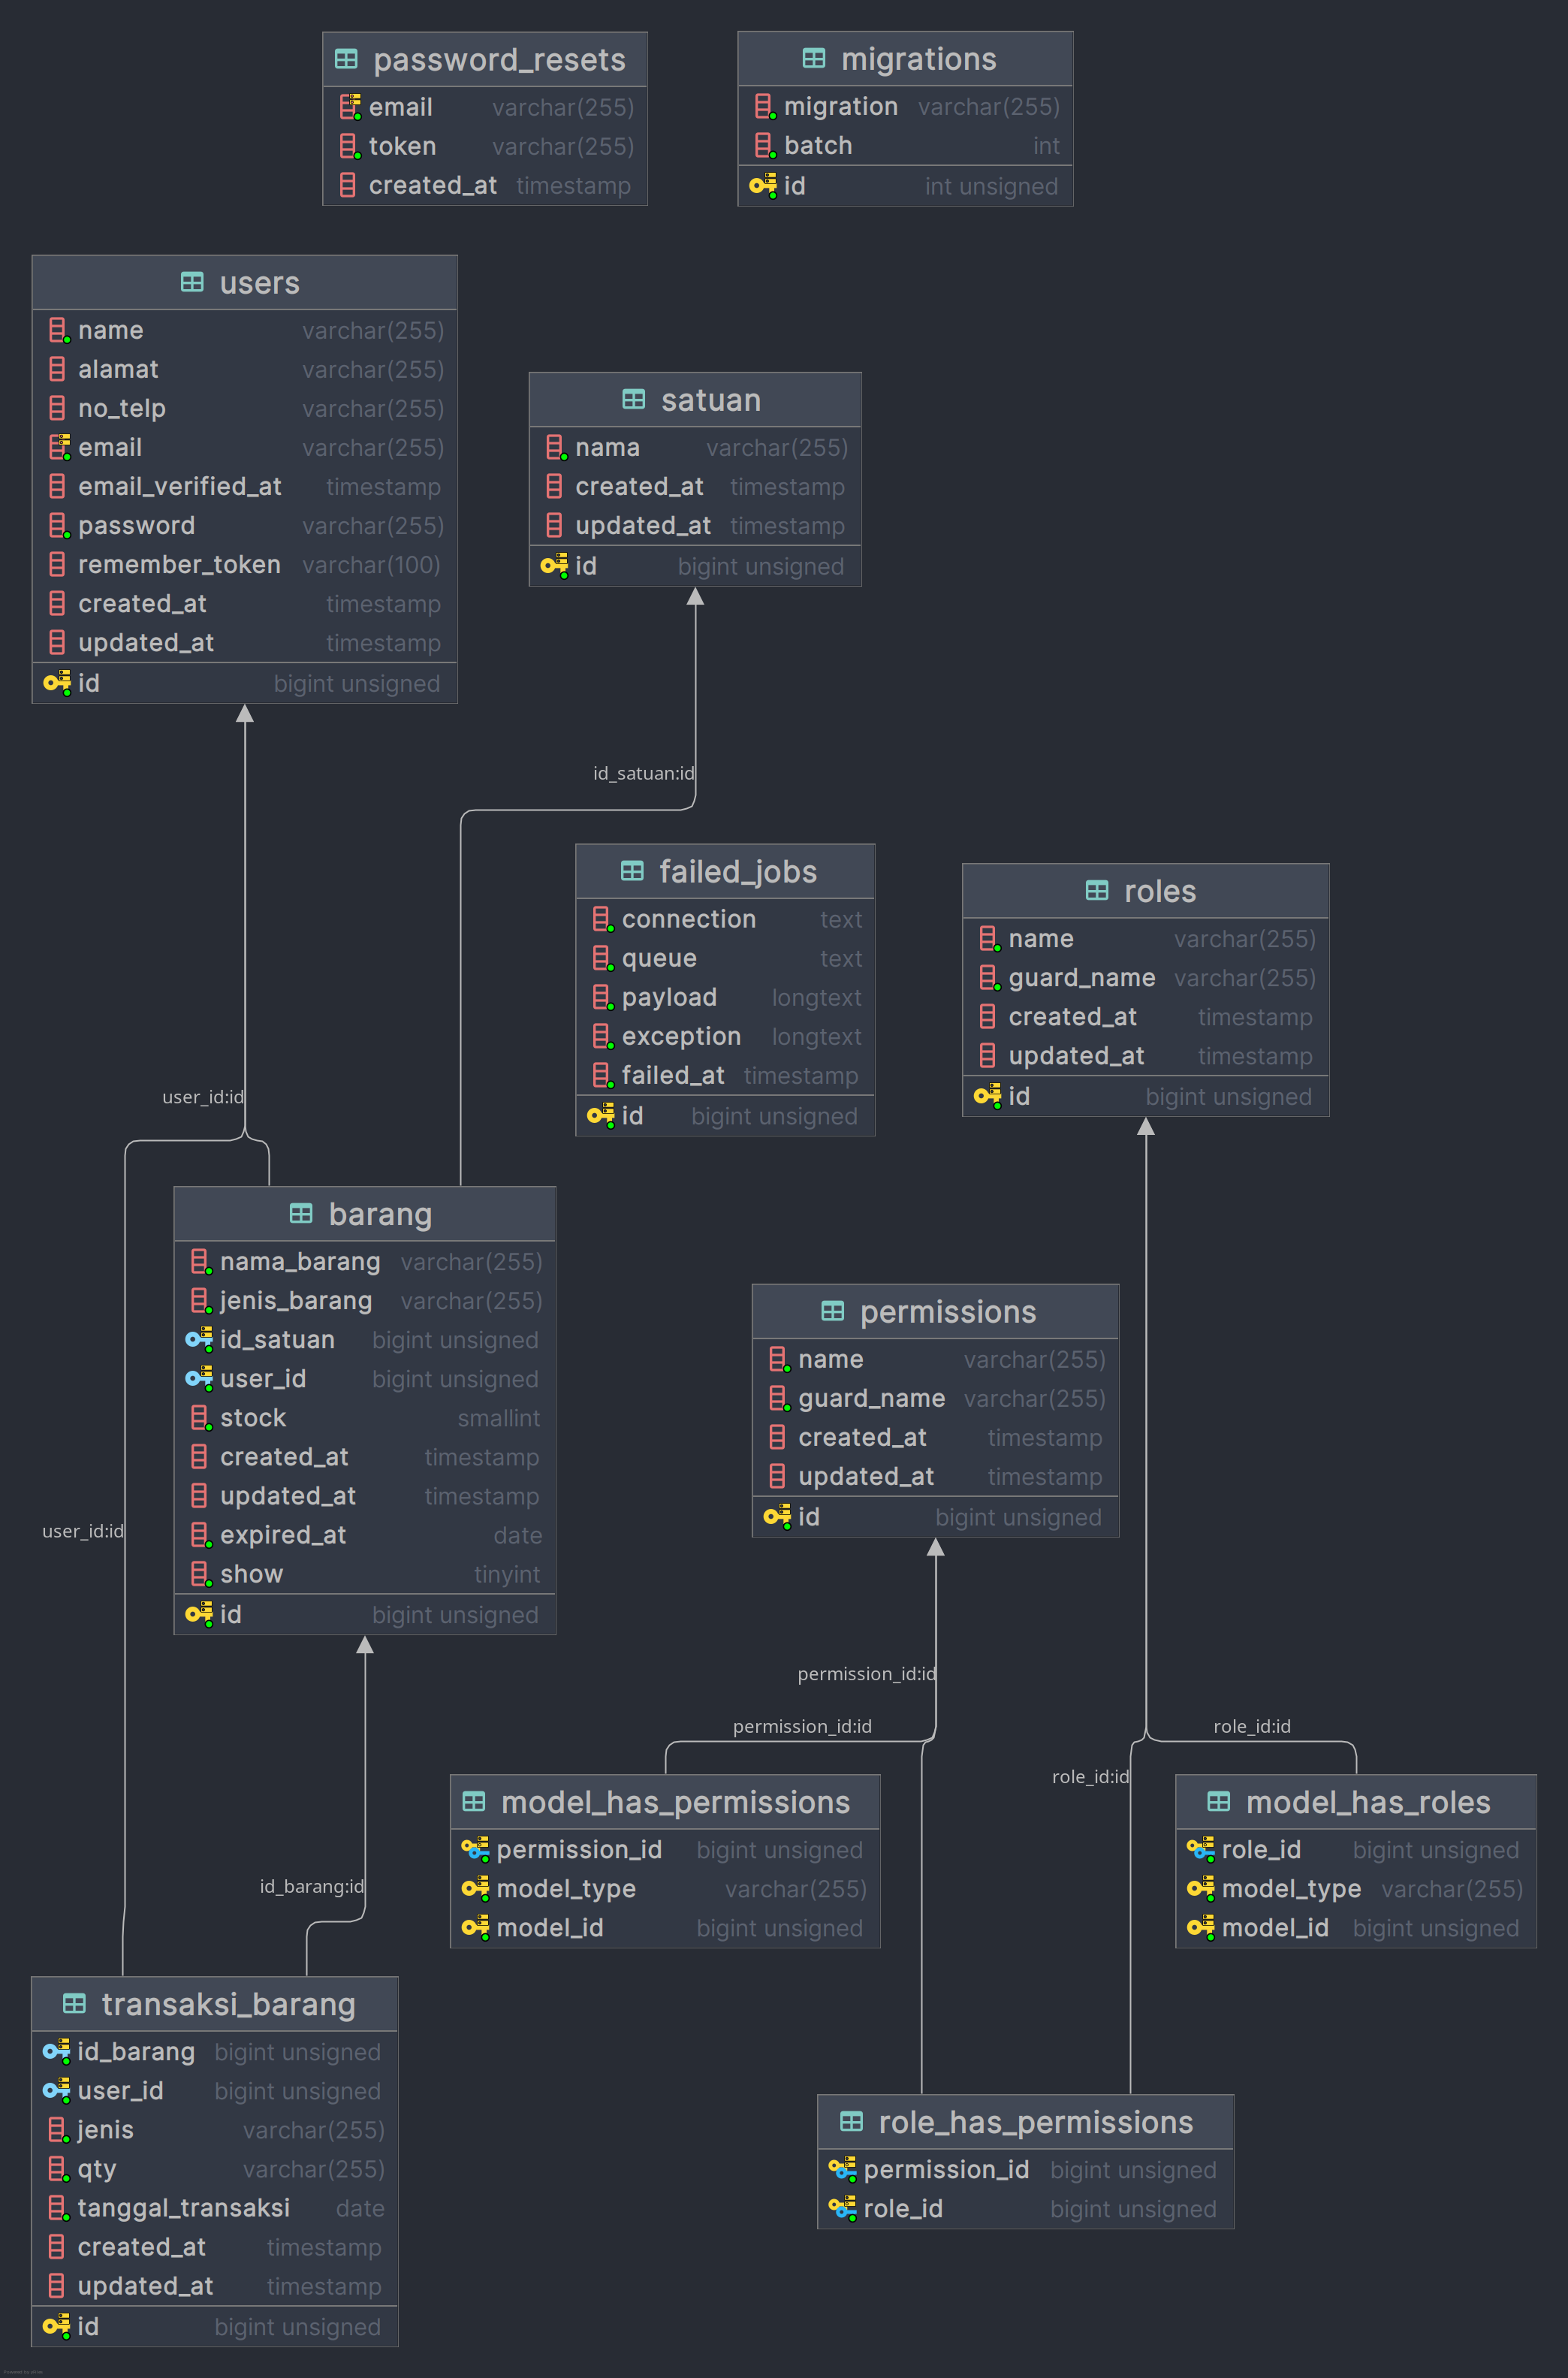 password_resets
email varchar(255)
token varchar(255)
created_at timestamp
migrations
migration varchar(255)
batch int
id int unsigned
users
name varchar(255)
alamat varchar(255)
no_telp varchar(255)
email varchar(255)
email_verified_at timestamp
password varchar(255)
remember_token varchar(100)
created_at timestamp
updated_at timestamp
id bigint unsigned
satuan
nama varchar(255)
created_at timestamp
updated_at timestamp
id bigint unsigned
id_satuan:id
failed_jobs
connection text
queue text
payload longtext
exception longtext
failed_at timestamp
id bigint unsigned
roles
name varchar(255)
guard_name varchar(255)
created_at timestamp
updated_at timestamp
id bigint unsigned
user_id:id
barang
nama_barang varchar(255)
jenis_barang varchar(255)
id_satuan bigint unsigned
user_id bigint unsigned
stock smallint
created_at timestamp
updated_at timestamp
expired_at date
show tinyint
id bigint unsigned
permissions
name varchar(255)
guard_name varchar(255)
created_at timestamp
updated_at timestamp
id bigint unsigned
user_id:id
permission_id:id
permission_id:id
role_id:id
role_id:id
model_has_permissions
permission_id bigint unsigned
model_type varchar(255)
model_id bigint unsigned
model_has_roles
role_id bigint unsigned
model_type varchar(255)
model_id bigint unsigned
id_barang:id
transaksi_barang
id_barang bigint unsigned
user_id bigint unsigned
jenis varchar(255)
qty varchar(255)
tanggal_transaksi date
created_at timestamp
updated_at timestamp
id bigint unsigned
role_has_permissions
permission_id bigint unsigned
role_id bigint unsigned
Powered by yFiles